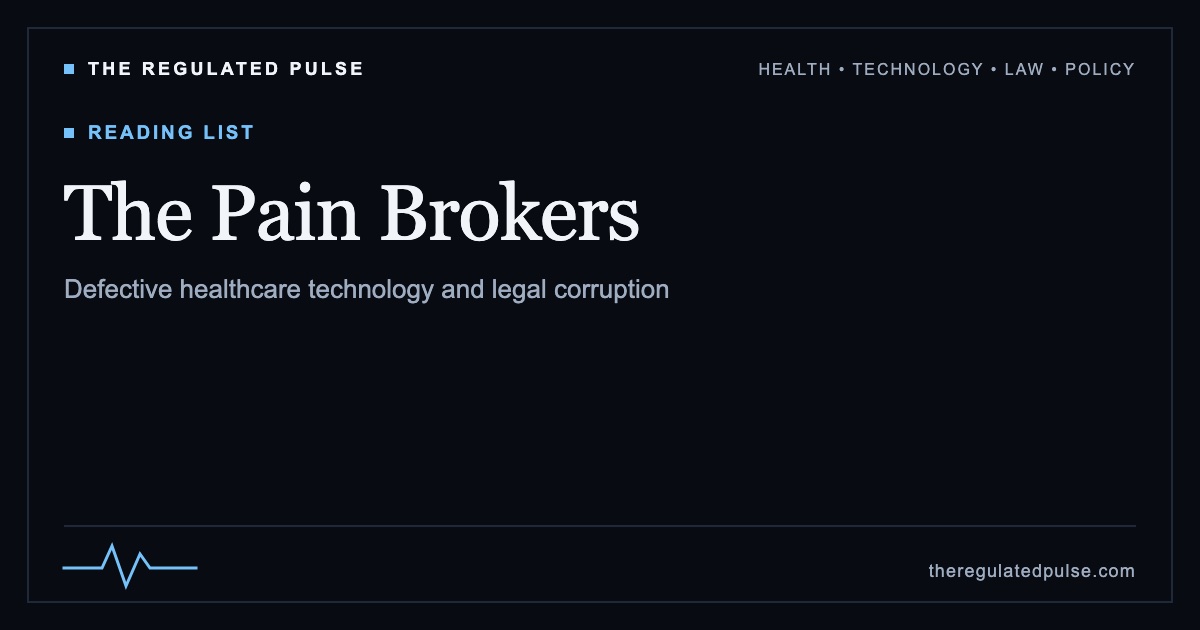 THE REGULATED PULSE
HEALTH • TECHNOLOGY • LAW • POLICY
READING LIST
The Pain Brokers
Defective healthcare technology and legal corruption
theregulatedpulse.com